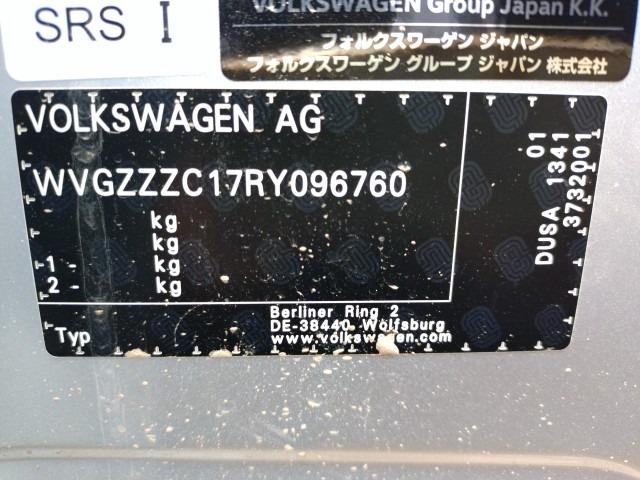 SRS I
VOLKSWAGEN Group Japan K.K.
フォルクスワーゲン ジャパン
フォルクスワーゲン グループ ジャパン 株式会社
VOLKSWAGEN AG
WVGZZZC17RY096760
kg
kg
1 - kg
2 - kg
Typ
Berliner Ring 2
DE-38440 Wolfsburg
www.volkswagen.com
01
DUSA 1341
3732001